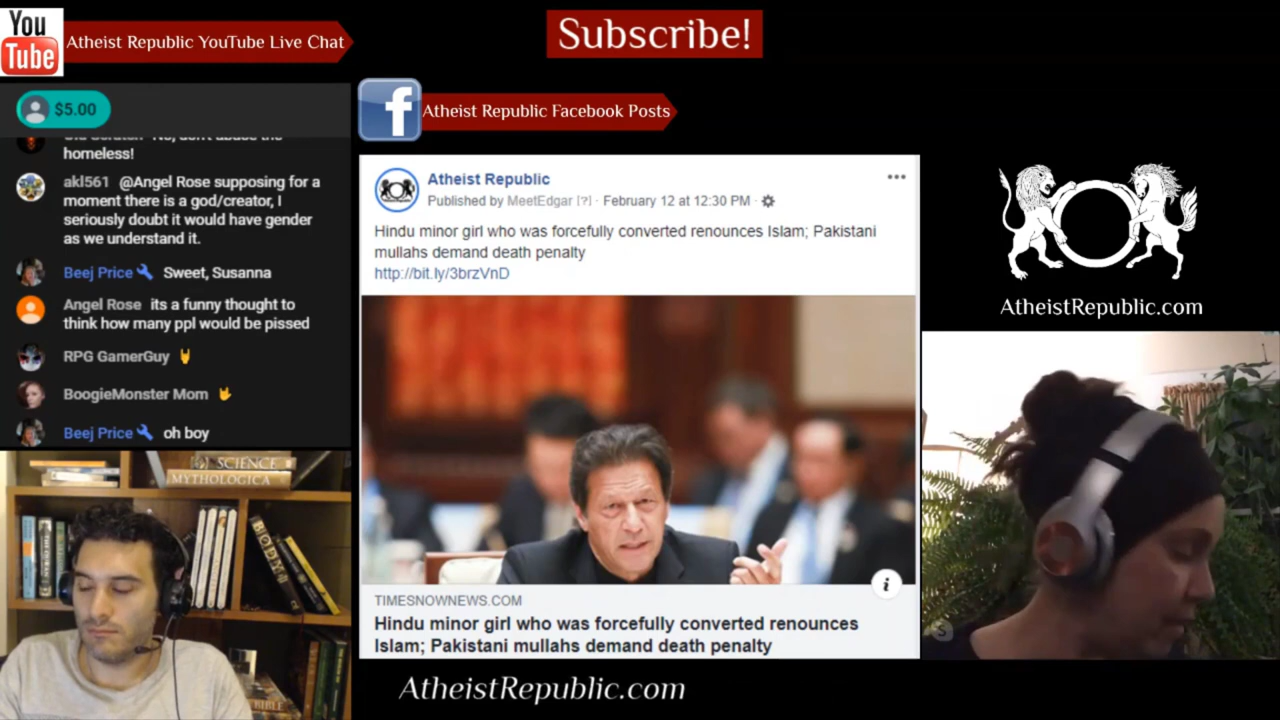 You
Tube
Atheist Republic YouTube Live Chat
Subscribe!
$5.00
homeless!
akl561 @Angel Rose supposing for a
moment there is a god/creator, I
seriously doubt it would have gender
as we understand it.
Beej Price Sweet, Susanna
Angel Rose its a funny thought to
think how many ppl would be pissed
RPG GamerGuy 🤘
BoogieMonster Mom 🤘
Beej Price oh boy
SCIENCE
MYTHOLOGICA
BODY
BIBLE
f
Atheist Republic Facebook Posts
Atheist Republic
Published by MeetEdgar [?] · February 12 at 12:30 PM ·
Hindu minor girl who was forcefully converted renounces Islam; Pakistani
mullahs demand death penalty
http://bit.ly/3brzVnD
i
TIMESNOWNEWS.COM
Hindu minor girl who was forcefully converted renounces
Islam; Pakistani mullahs demand death penalty
AtheistRepublic.com
AtheistRepublic.com
S